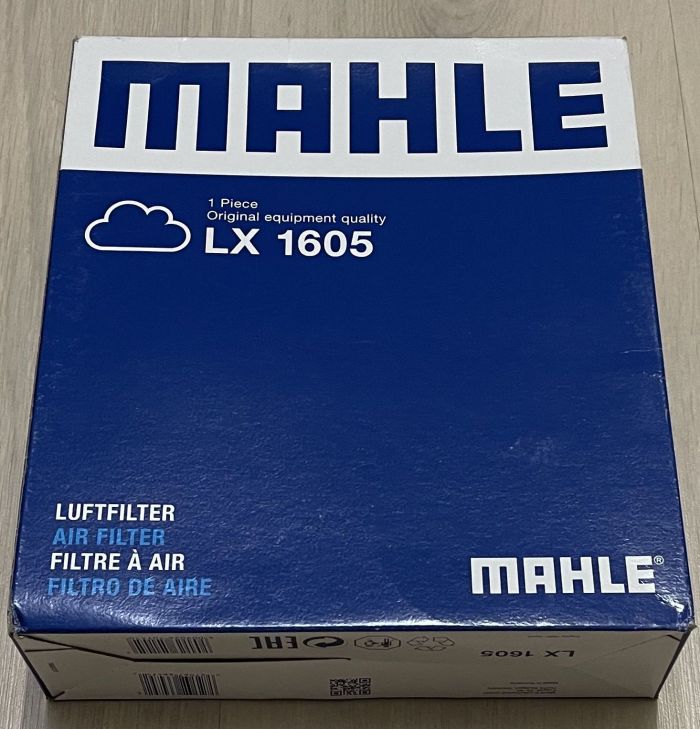 MAHLE
1 Piece
Original equipment quality
LX 1605
LUFTFILTER
AIR FILTER
FILTRE À AIR
FILTRO DE AIRE
MAHLE®
EAC
LX 1605